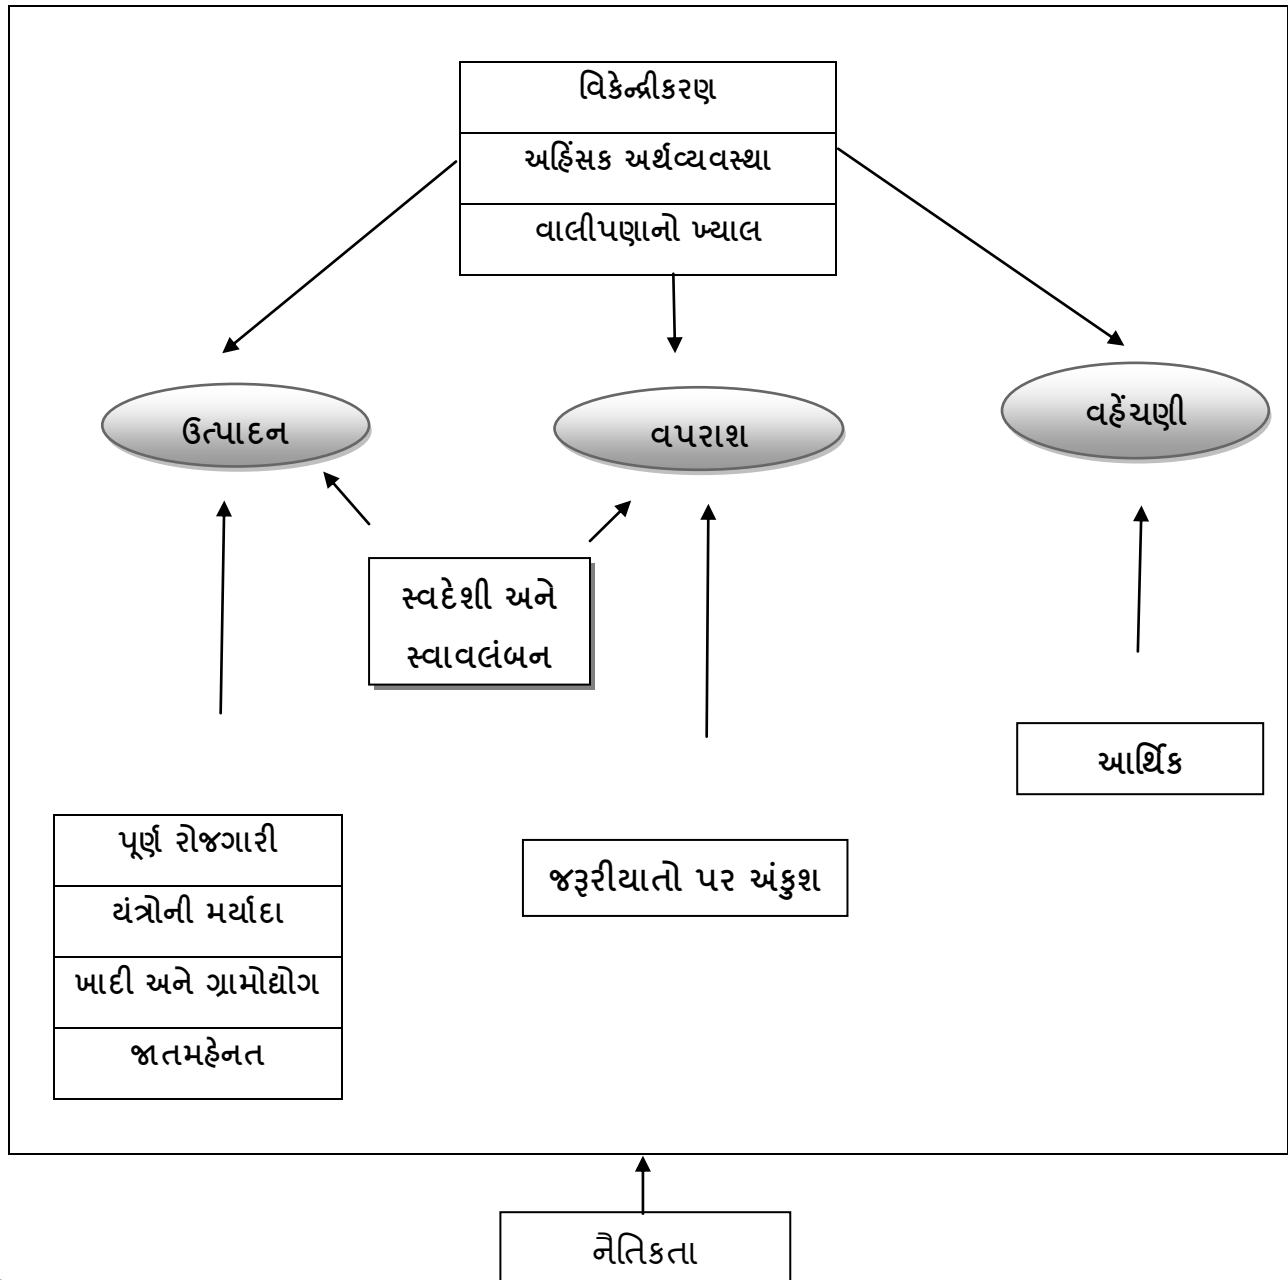 વિકેન્દ્રીકરણ
અહિંસક અર્થવ્યવસ્થા
વાલીપણાનો ખ્યાલ
ઉત્પાદન
વપરાશ
વહેંચણી
સ્વદેશી અને
સ્વાવલંબન
આર્થિક
પૂર્ણ રોજગારી
યંત્રોની મર્યાદા
ખાદી અને ગ્રામોદ્યોગ
જાતમહેનત
જરૂરીયાતો પર અંકુશ
નૈતિકતા